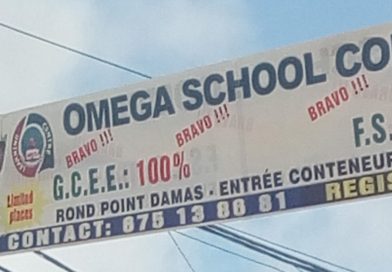 OMEGA SCHOOL CO
BRAVO !!! BRAVO !!! BRAVO !!!
G.C.E.E.: 100% F.S
Limited places
ROND POINT DAMAS - ENTRÉE CONTENEUR
CONTACT: 675 13 86 81 REGIS